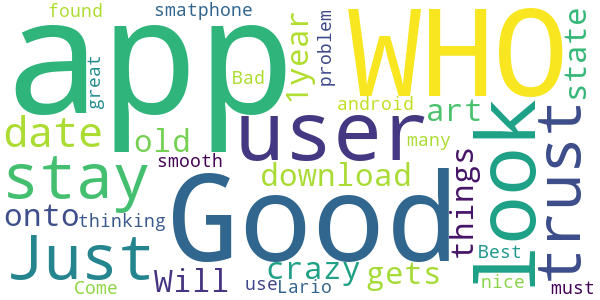 found
smatphone
app
great
Bad
1year
problem
WHO
state
date
old
user
android
many
art
look
trust
stay
smooth
Good
download
things
onto
thinking
Just
Come
Will
use
Lario
crazy
gets
Best
nice
must